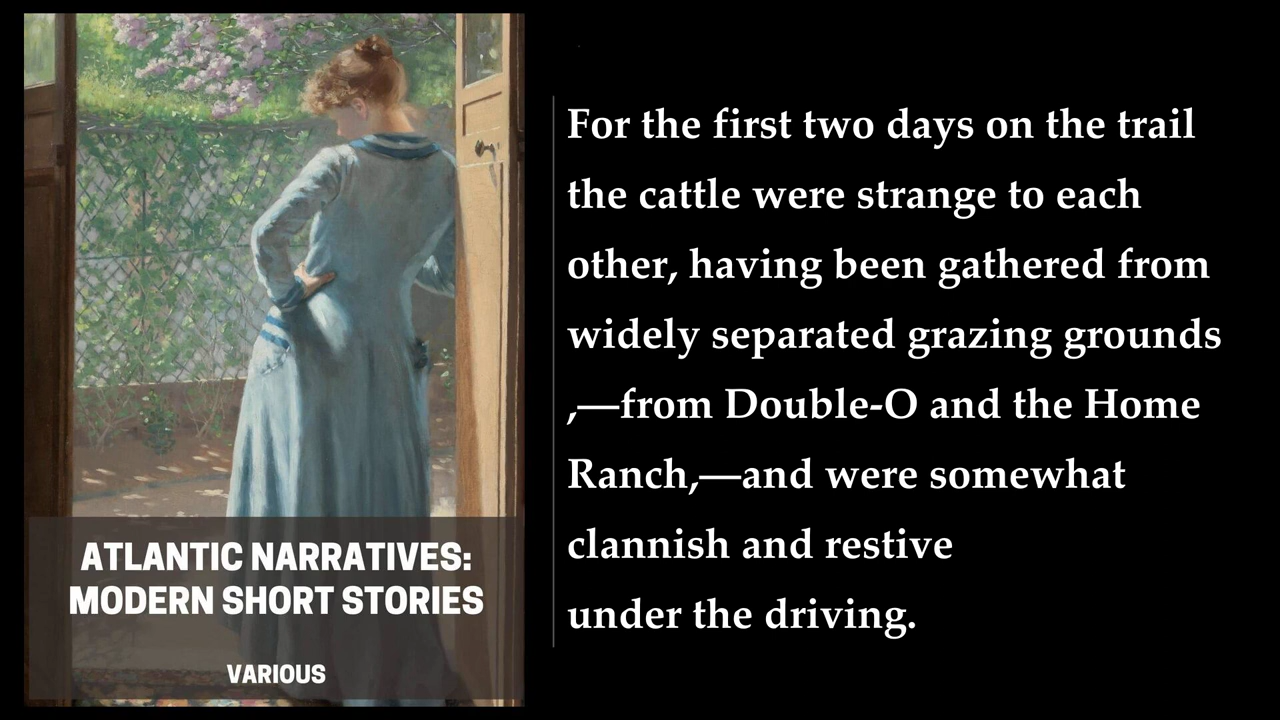 For the first two days on the trail
the cattle were strange to each
other, having been gathered from
widely separated grazing grounds
,—from Double-O and the Home
Ranch,—and were somewhat
clannish and restive
under the driving.
ATLANTIC NARRATIVES:
MODERN SHORT STORIES
VARIOUS